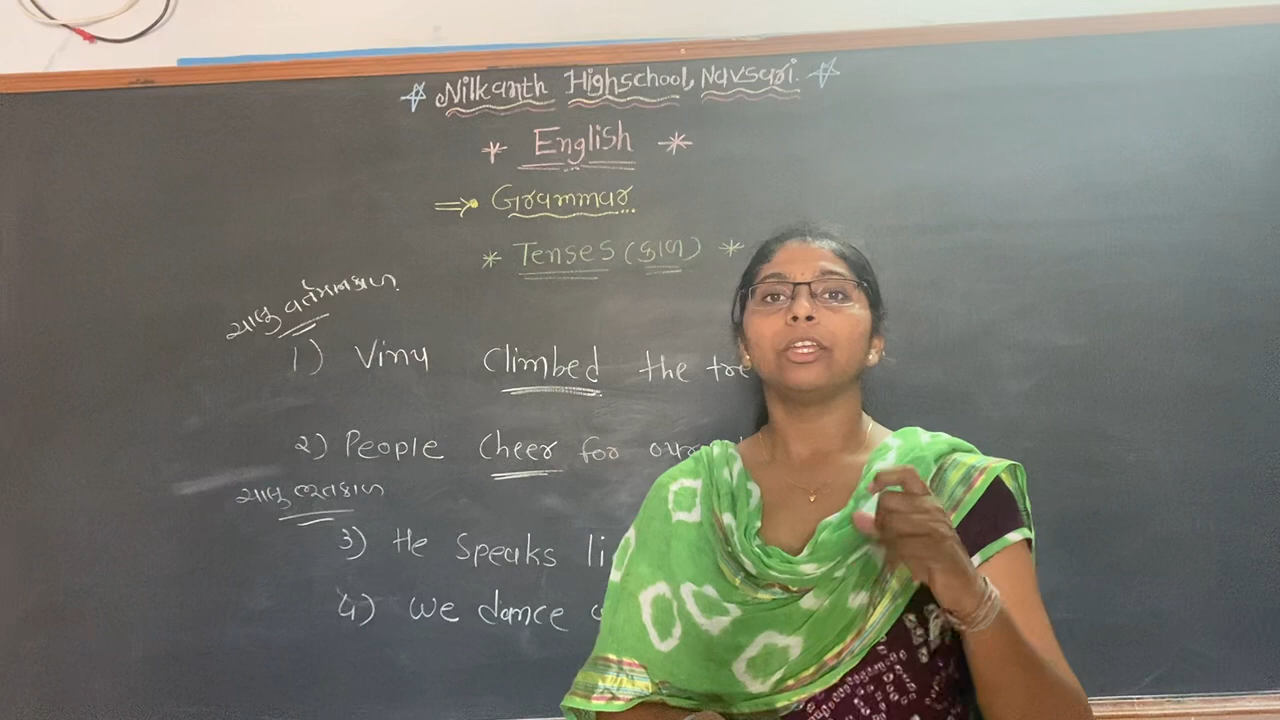 Nilkanth Highschool, Navsari.
* English *
⇒ Grammar
* Tenses (કાળ) *
ચાલુ વર્તમાનકાળ.
1) Vinu climbed the tre
2) People cheer for our
ચાલુ ભૂતકાળ
3) He speaks li
4) We dance